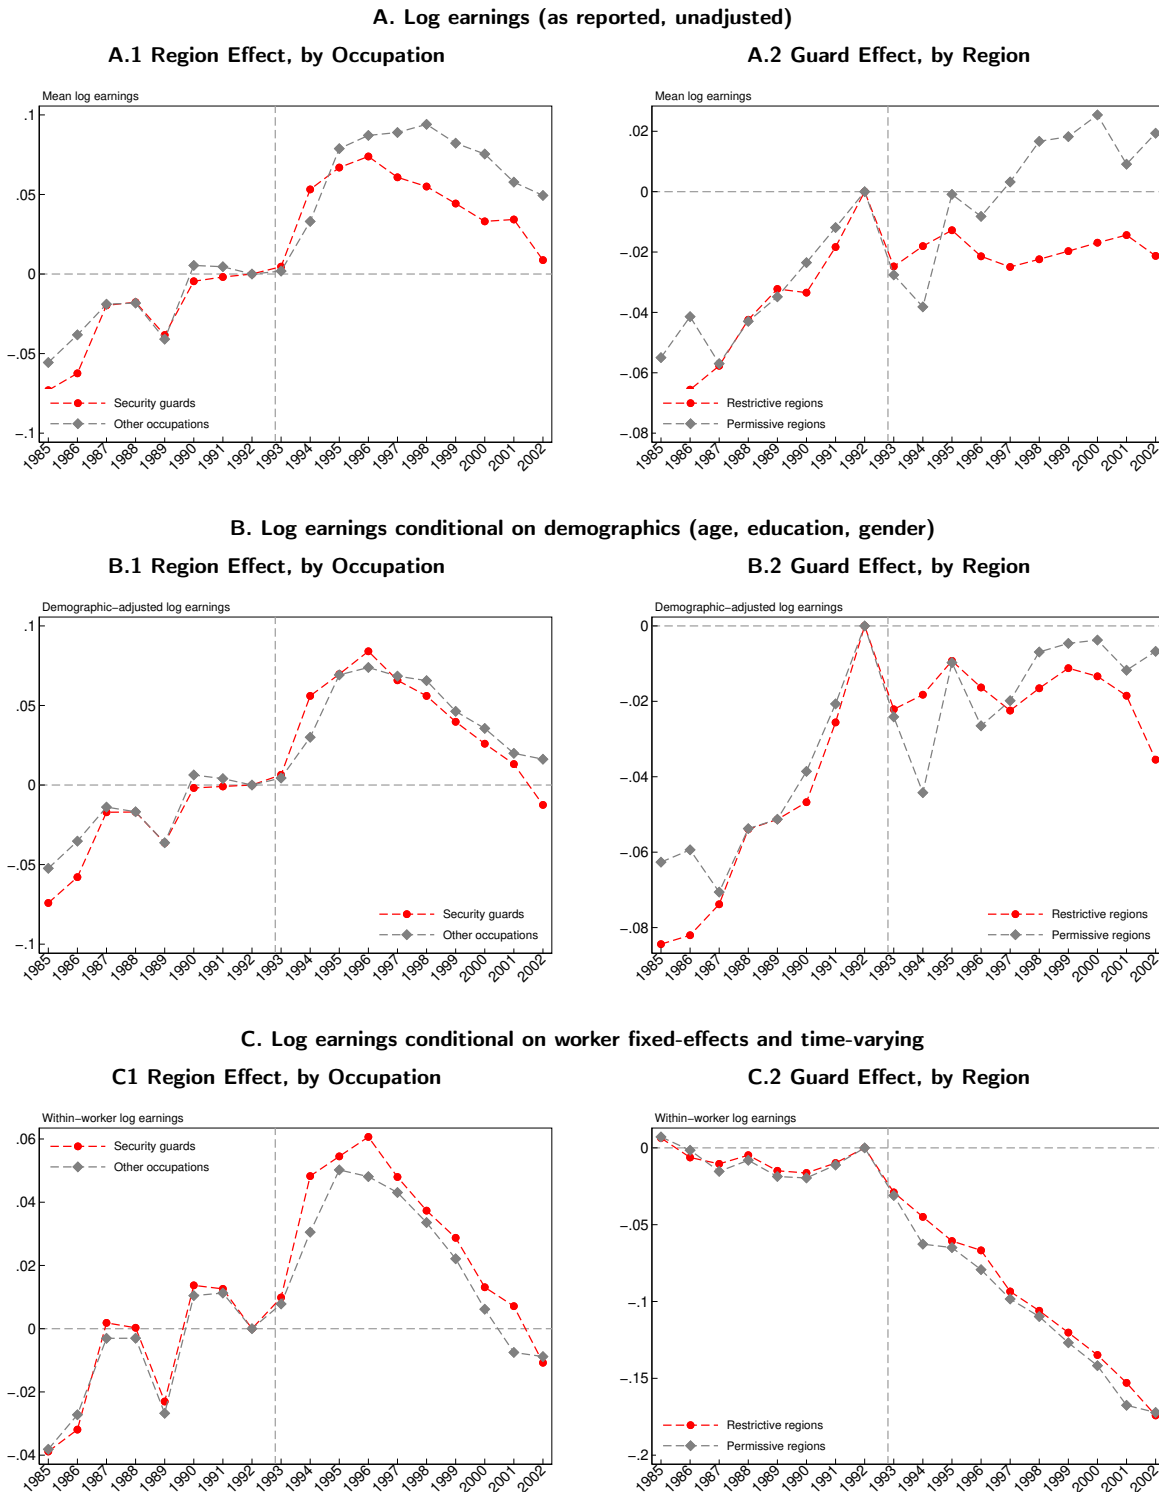 A. Log earnings (as reported, unadjusted)
A.1 Region Effect, by Occupation
A.2 Guard Effect, by Region
Mean log earnings
.1
.05
0
-.05
-.1
Security guards
Other occupations
1985 1986 1987 1988 1989 1990 1991 1992 1993 1994 1995 1996 1997 1998 1999 2000 2001 2002
Mean log earnings
.02
0
-.02
-.04
-.06
-.08
Restrictive regions
Permissive regions
1985 1986 1987 1988 1989 1990 1991 1992 1993 1994 1995 1996 1997 1998 1999 2000 2001 2002
B. Log earnings conditional on demographics (age, education, gender)
B.1 Region Effect, by Occupation
B.2 Guard Effect, by Region
Demographic-adjusted log earnings
.1
.05
0
-.05
-.1
Security guards
Other occupations
1985 1986 1987 1988 1989 1990 1991 1992 1993 1994 1995 1996 1997 1998 1999 2000 2001 2002
Demographic-adjusted log earnings
0
-.02
-.04
-.06
-.08
Restrictive regions
Permissive regions
1985 1986 1987 1988 1989 1990 1991 1992 1993 1994 1995 1996 1997 1998 1999 2000 2001 2002
C. Log earnings conditional on worker fixed-effects and time-varying
C1 Region Effect, by Occupation
C.2 Guard Effect, by Region
Within-worker log earnings
.06
.04
.02
0
-.02
-.04
Security guards
Other occupations
1985 1986 1987 1988 1989 1990 1991 1992 1993 1994 1995 1996 1997 1998 1999 2000 2001 2002
Within-worker log earnings
0
-.05
-.1
-.15
-.2
Restrictive regions
Permissive regions
1985 1986 1987 1988 1989 1990 1991 1992 1993 1994 1995 1996 1997 1998 1999 2000 2001 2002